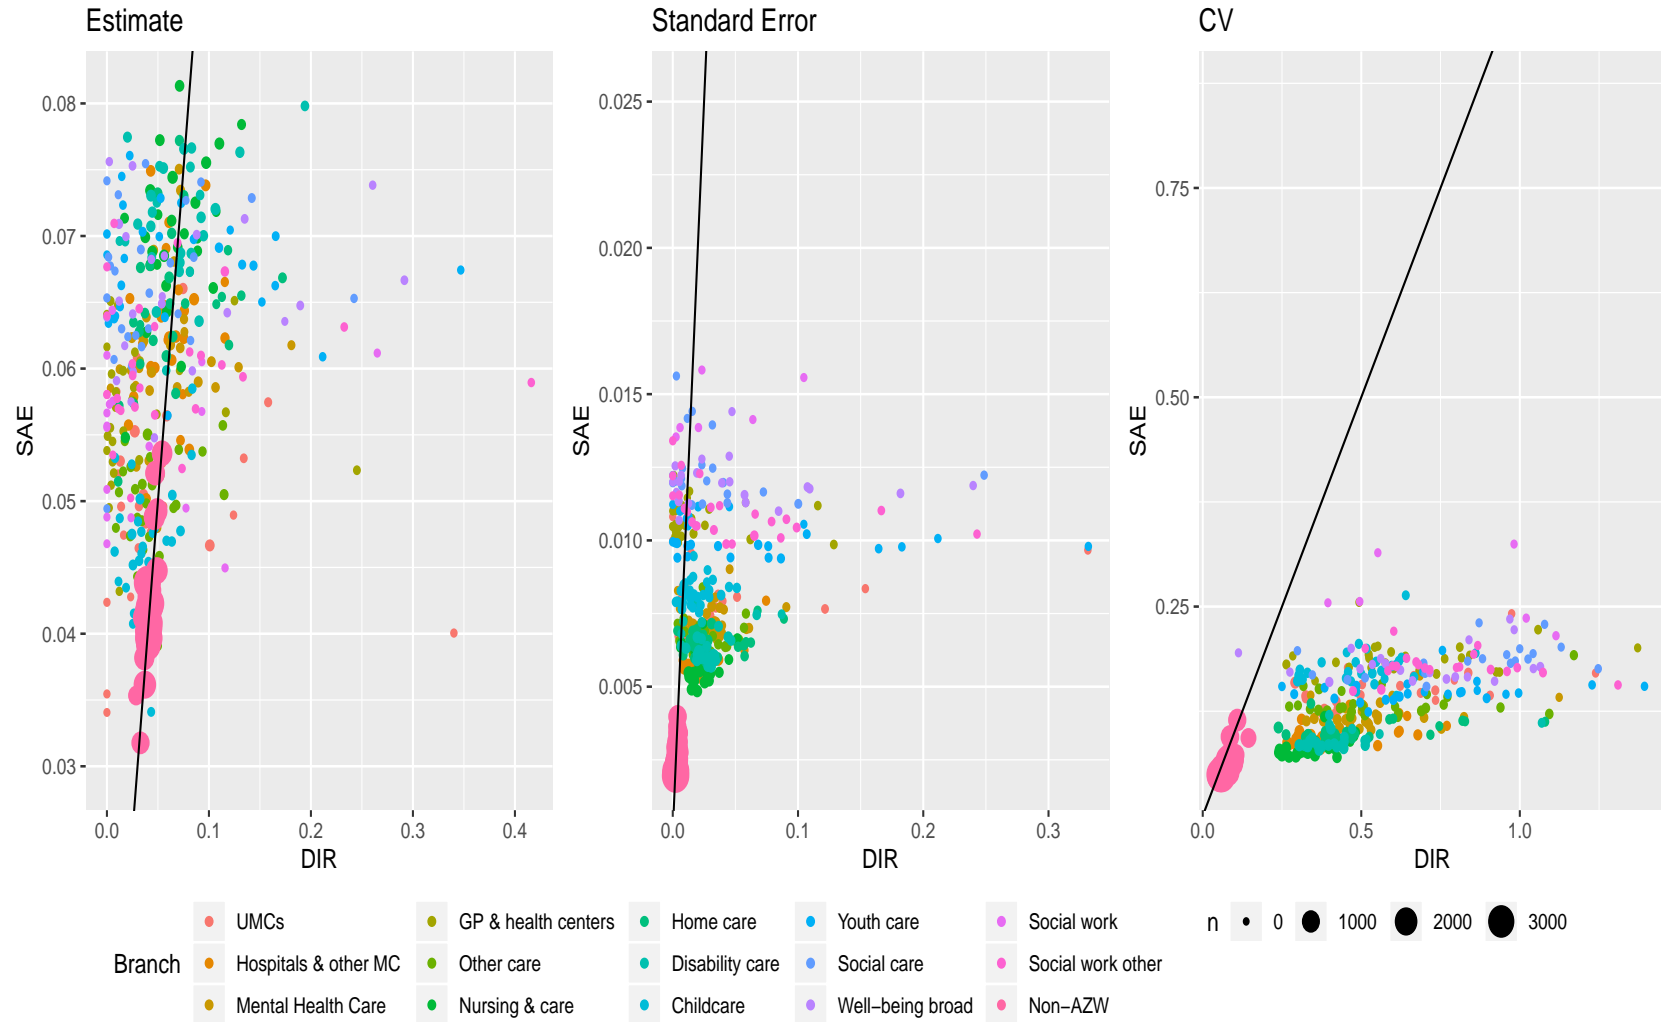 Estimate
Standard Error
CV
0.08
0.07
0.06
0.05
0.04
0.03
SAE
0.0 0.1 0.2 0.3 0.4
DIR
0.025
0.020
0.015
0.010
0.005
SAE
0.0 0.1 0.2 0.3
DIR
0.75
0.50
0.25
SAE
0.0 0.5 1.0
DIR
Branch
UMCs
Hospitals & other MC
Mental Health Care
GP & health centers
Other care
Nursing & care
Home care
Disability care
Childcare
Youth care
Social care
Well−being broad
Social work
Social work other
Non−AZW
n 0 1000 2000 3000